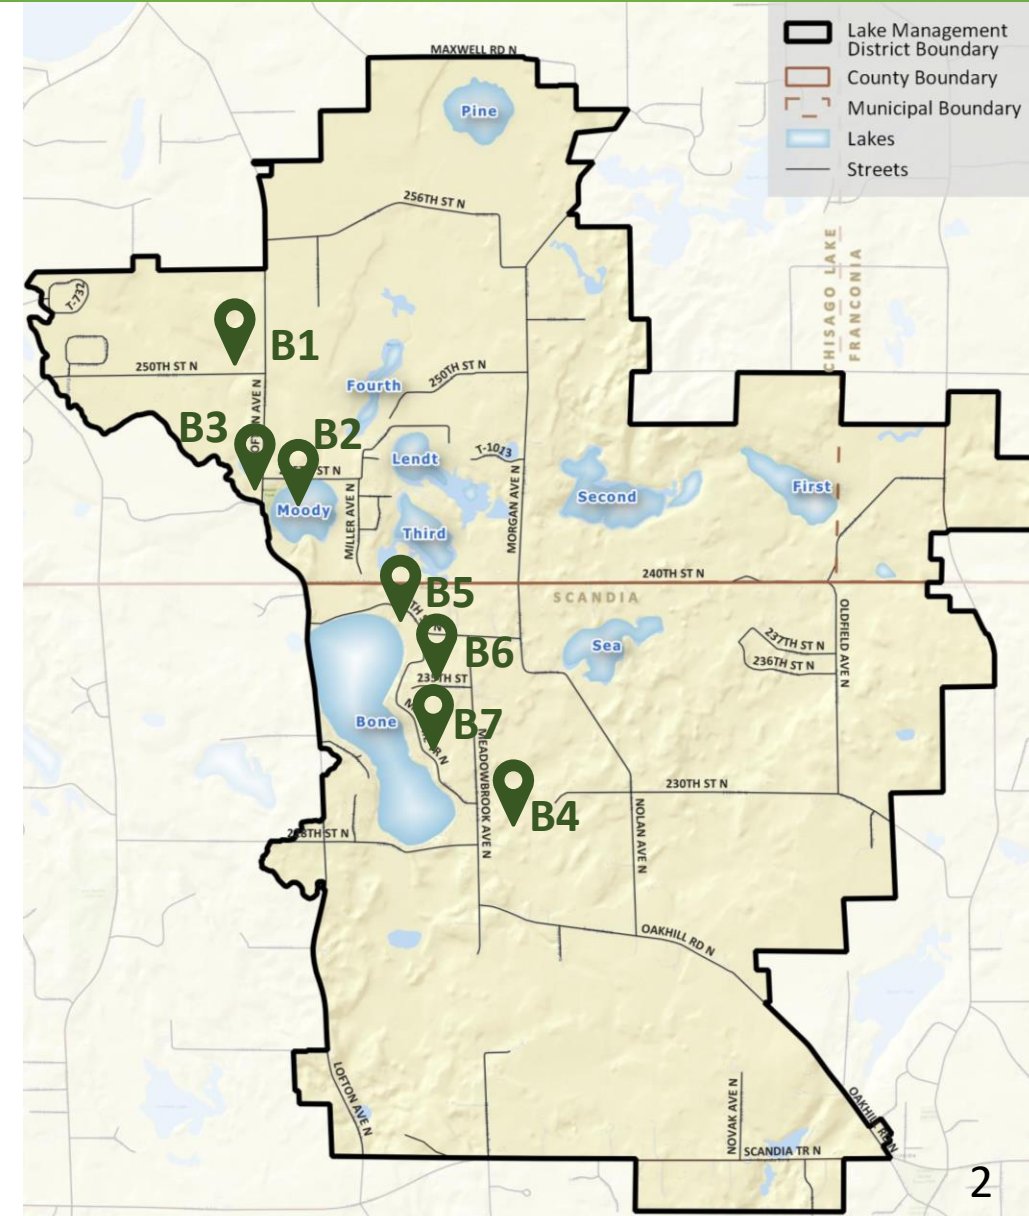 Lake Management
District Boundary
County Boundary
Municipal Boundary
Lakes
Streets
MAXWELL RD N
Pine
256TH ST N
CHISAGO LAKE
FRANCONIA
T-732
B1
250TH ST N
250TH ST N
Fourth
B3
B2
ST N
Lendt
T-1013
Moody
MILLER AVE N
Third
MORGAN AVE N
Second
First
240TH ST N
SCANDIA
B5
B6
Sea
237TH ST N
236TH ST N
OLDFIELD AVE N
Bone
B7
MEADOWBROOK AVE N
B4
230TH ST N
NOLAN AVE N
OAKHILL RD N
LOFTON AVE N
NOVAK AVE N
SCANDIA TR N
OAKHILL RD N
2